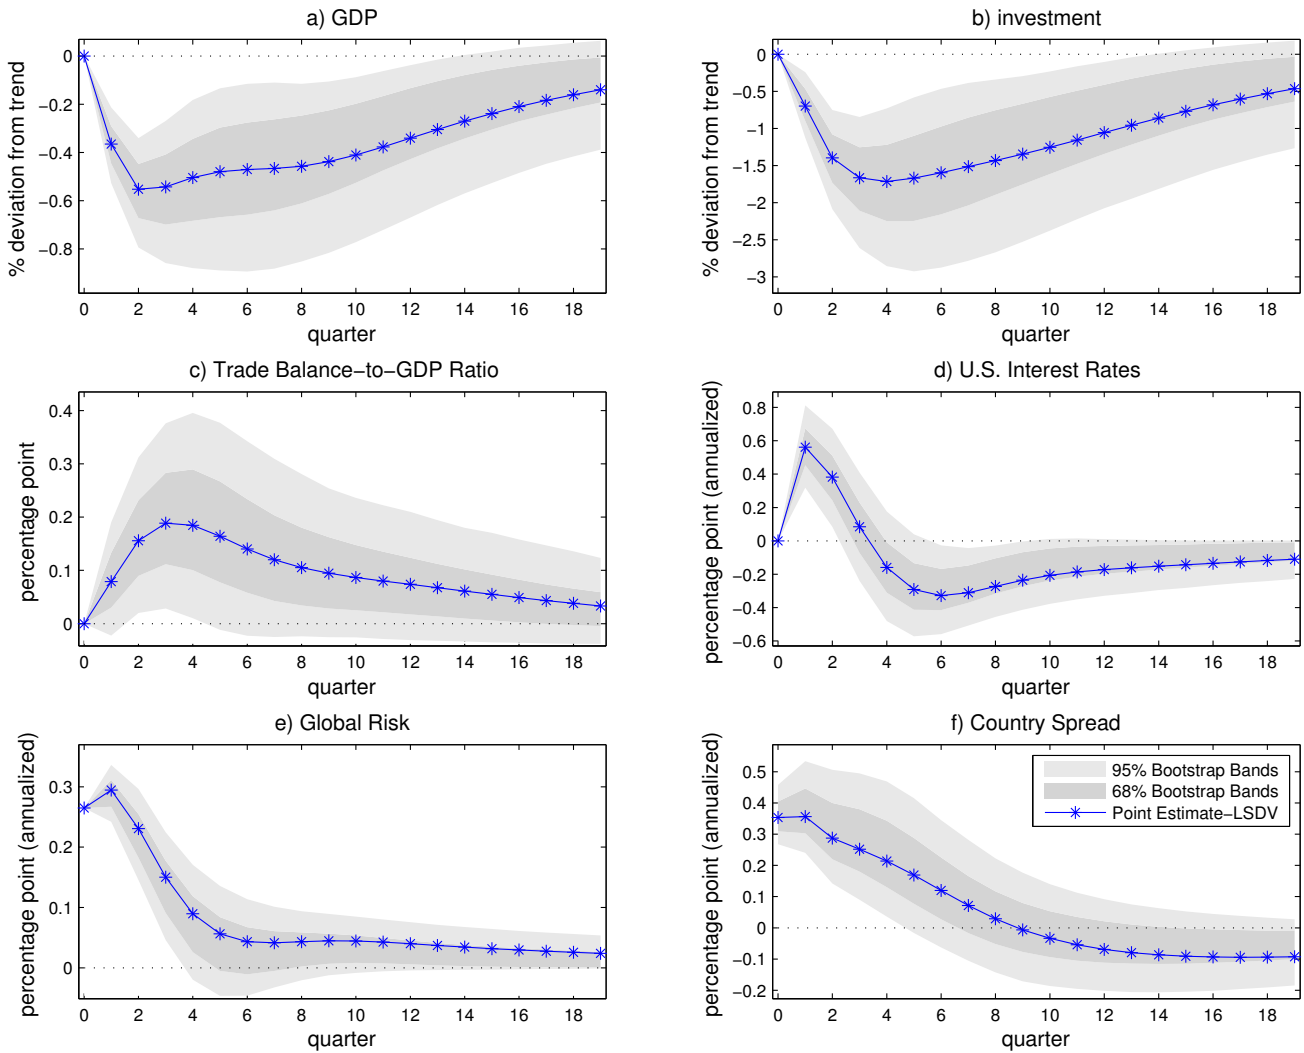 a) GDP
% deviation from trend
0
−0.2
−0.4
−0.6
−0.8
0 2 4 6 8 10 12 14 16 18
quarter
b) investment
% deviation from trend
0
−0.5
−1
−1.5
−2
−2.5
−3
0 2 4 6 8 10 12 14 16 18
quarter
c) Trade Balance−to−GDP Ratio
percentage point
0.4
0.3
0.2
0.1
0
0 2 4 6 8 10 12 14 16 18
quarter
d) U.S. Interest Rates
percentage point (annualized)
0.8
0.6
0.4
0.2
0
−0.2
−0.4
−0.6
0 2 4 6 8 10 12 14 16 18
quarter
e) Global Risk
percentage point (annualized)
0.3
0.2
0.1
0
0 2 4 6 8 10 12 14 16 18
quarter
f) Country Spread
percentage point (annualized)
0.5
0.4
0.3
0.2
0.1
0
−0.1
−0.2
0 2 4 6 8 10 12 14 16 18
quarter
95% Bootstrap Bands
68% Bootstrap Bands
Point Estimate−LSDV